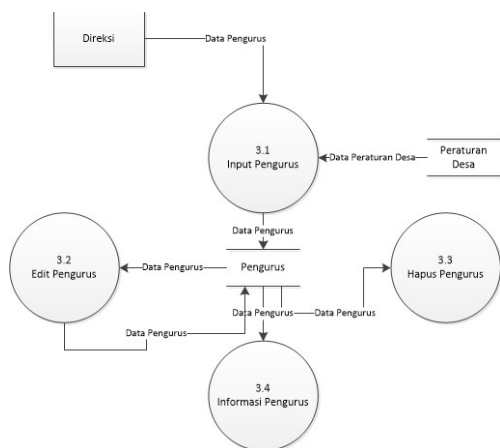 Direksi
Data Pengurus
3.1
Input Pengurus
Data Peraturan Desa
Peraturan
Desa
Data Pengurus
3.2
Edit Pengurus
Data Pengurus
Pengurus
3.3
Hapus Pengurus
Data Pengurus
Data Pengurus
Data Pengurus
3.4
Informasi Pengurus